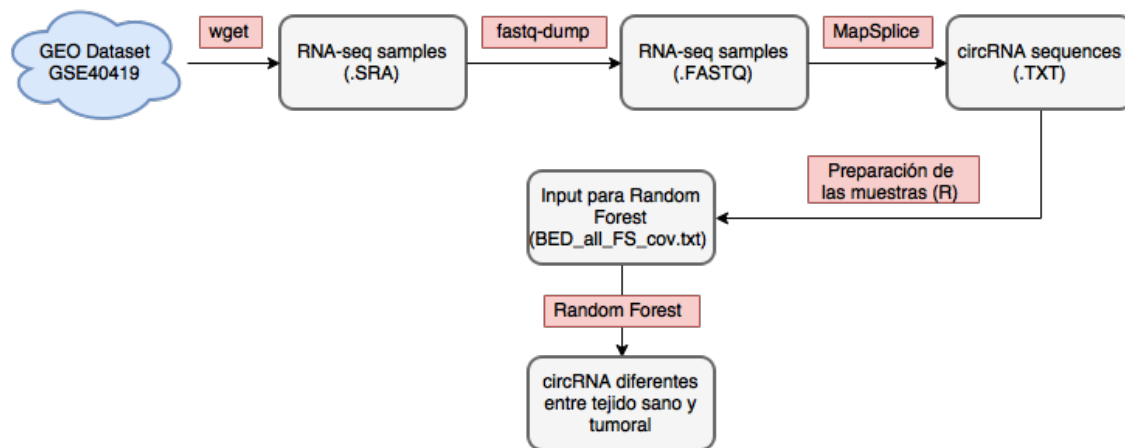 GEO Dataset
GSE40419
wget
RNA-seq samples
(.SRA)
fastq-dump
RNA-seq samples
(.FASTQ)
MapSplice
circRNA sequences
(.TXT)
Preparación de
las muestras (R)
Input para Random
Forest
(BED_all_FS_cov.txt)
Random Forest
circRNA diferentes
entre tejido sano y
tumoral